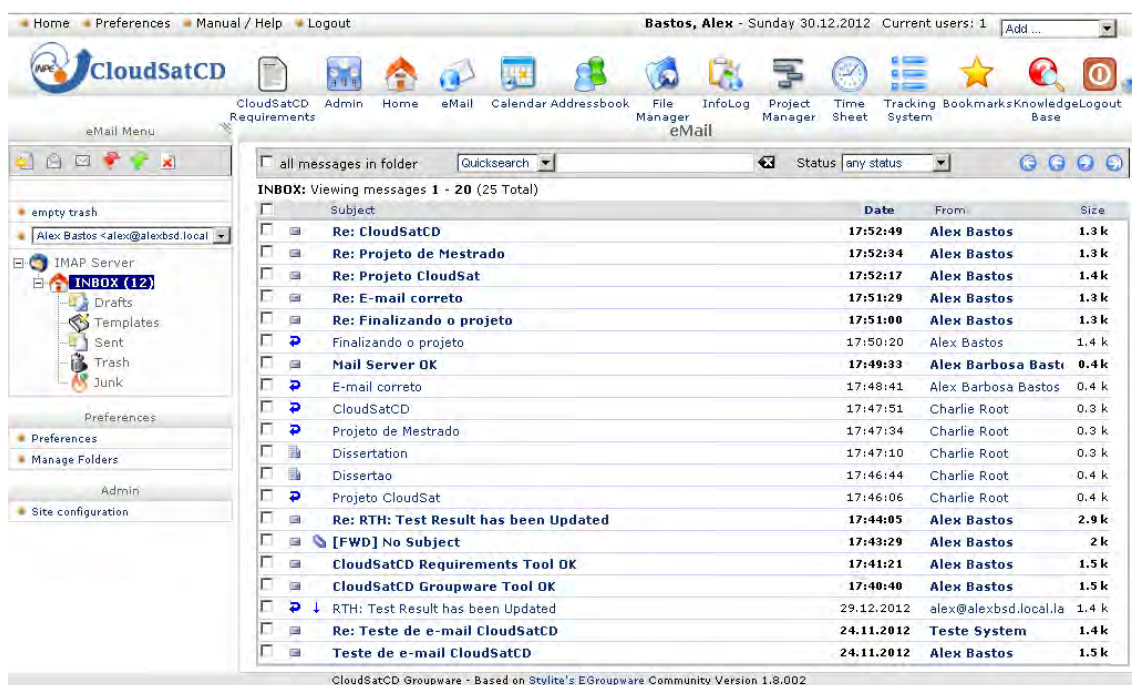 Home Preferences Manual / Help Logout Bastos, Alex - Sunday 30.12.2012 Current users: 1 Add ...
INPE CloudSatCD
CloudSatCD Requirements Admin Home eMail Calendar Addressbook File Manager InfoLog Project Manager Time Sheet Tracking System Bookmarks Knowledge Base Logout
eMail Menu
eMail
all messages in folder Quicksearch Status any status
INBOX: Viewing messages 1 - 20 (25 Total)
empty trash
Alex Bastos <alex@alexbsd.local
IMAP Server
INBOX (12)
Drafts
Templates
Sent
Trash
Junk
Preferences
Preferences
Manage Folders
Admin
Site configuration
Subject Date From Size
Re: CloudSatCD 17:52:49 Alex Bastos 1.3 k
Re: Projeto de Mestrado 17:52:34 Alex Bastos 1.3 k
Re: Projeto CloudSat 17:52:17 Alex Bastos 1.4 k
Re: E-mail correto 17:51:29 Alex Bastos 1.3 k
Re: Finalizando o projeto 17:51:00 Alex Bastos 1.3 k
Finalizando o projeto 17:50:20 Alex Bastos 1.4 k
Mail Server OK 17:49:33 Alex Barbosa Basto 0.4 k
E-mail correto 17:48:41 Alex Barbosa Bastos 0.4 k
CloudSatCD 17:47:51 Charlie Root 0.3 k
Projeto de Mestrado 17:47:34 Charlie Root 0.3 k
Dissertation 17:47:10 Charlie Root 0.3 k
Dissertao 17:46:44 Charlie Root 0.4 k
Projeto CloudSat 17:46:06 Charlie Root 0.4 k
Re: RTH: Test Result has been Updated 17:44:05 Alex Bastos 2.9 k
[FWD] No Subject 17:43:29 Alex Bastos 2 k
CloudSatCD Requirements Tool OK 17:41:21 Alex Bastos 1.5 k
CloudSatCD Groupware Tool OK 17:40:40 Alex Bastos 1.5 k
RTH: Test Result has been Updated 29.12.2012 alex@alexbsd.local.la 1.4 k
Re: Teste de e-mail CloudSatCD 24.11.2012 Teste System 1.4 k
Teste de e-mail CloudSatCD 24.11.2012 Alex Bastos 1.5 k
CloudSatCD Groupware - Based on Stylite's EGroupware Community Version 1.8.002